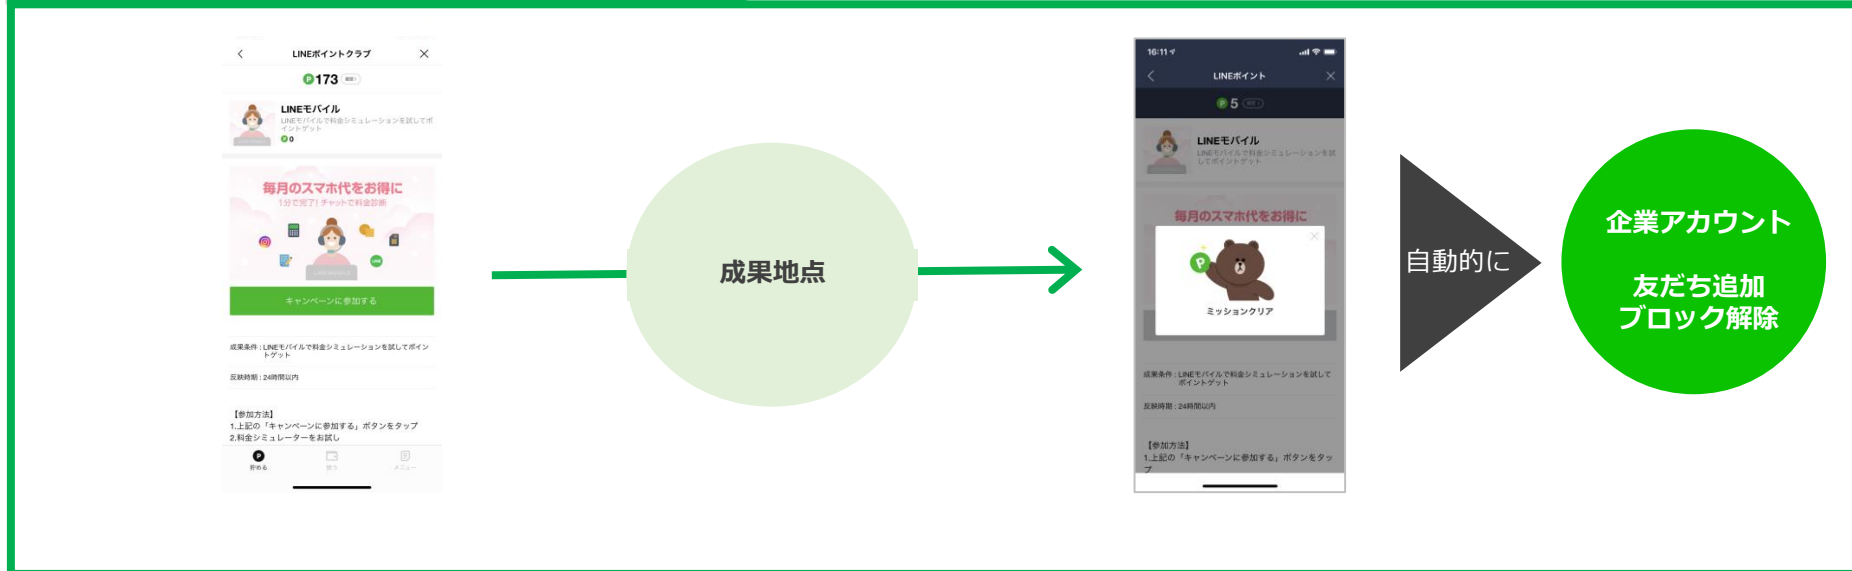 LINEポイントクラブ
173
LINEモバイル
LINEモバイルで料金シミュレーションを試してポ
イントゲット
0
毎月のスマホ代をお得に
1分で完了! チャットで料金診断
キャンペーンに参加する
成果条件 : LINEモバイルで料金シミュレーションを試してポイン
トゲット
反映時期 : 24時間以内
【参加方法】
1.上記の「キャンペーンに参加する」ボタンをタップ
2.料金シミュレーターをお試し
貯める
使う
メニュー
成果地点
16:11
LINEポイント
5
LINEモバイル
LINEモバイルで料金シミュレーションを試
してポイントゲット
毎月のスマホ代をお得に
ミッションクリア
成果条件 : LINEモバイルで料金シミュレーションを試して
ポイントゲット
反映時期 : 24時間以内
【参加方法】
1.上記の「キャンペーンに参加する」ボタンをタッ
プ
自動的に
企業アカウント
友だち追加
ブロック解除